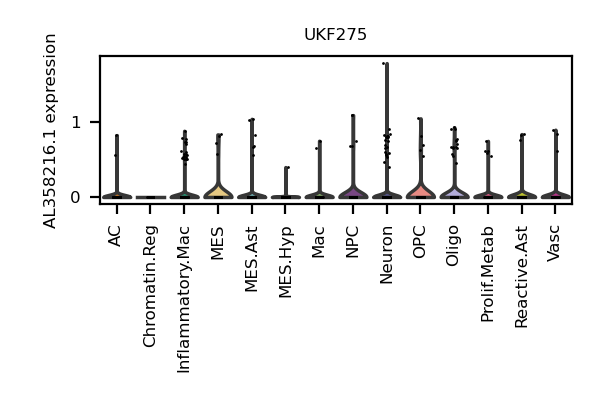 UKF275
AL358216.1 expression
1
0
AC
Chromatin.Reg
Inflammatory.Mac
MES
MES.Ast
MES.Hyp
Mac
NPC
Neuron
OPC
Oligo
Prolif.Metab
Reactive.Ast
Vasc